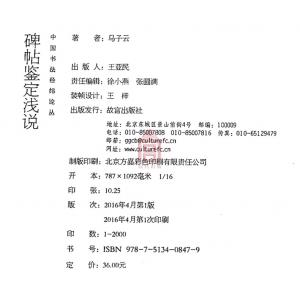 中国书法经纬论丛
碑帖鉴定浅说
著 者：马子云
出 版 人：王亚民
责任编辑：徐小燕 张圆满
装帧设计：王 梓
出版发行：故宫出版社
地址：北京市东城区景山前街4号 邮编：100009
电话：010-85007808 010-85007816 传真：010-65129479
网址：www.culturefc.cn
邮箱：ggcb@culturefc.cn
制版印刷：北京方嘉彩色印刷有限责任公司
开 本：787×1092毫米 1/16
印 张：10.25
版 次：2016年4月第1版
2016年4月第1次印刷
印 数：1-2000
书 号：ISBN 978-7-5134-0847-9
定 价：36.00元